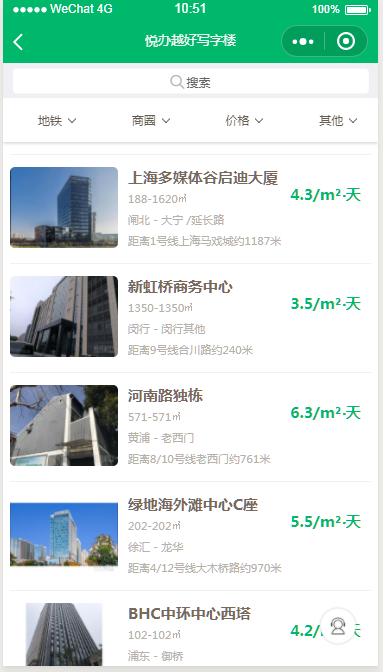 WeChat 4G 10:51 100%
悦办越好写字楼
搜索
地铁 商圈 价格 其他
上海多媒体谷启迪大厦
188-1620㎡
4.3/m²·天
闸北 - 大宁 /延长路
距离1号线上海马戏城约1187米
新虹桥商务中心
1350-1350㎡
3.5/m²·天
闵行 - 闵行其他
距离9号线合川路约240米
河南路独栋
571-571㎡
6.3/m²·天
黄浦 - 老西门
距离8/10号线老西门约761米
绿地海外滩中心C座
202-202㎡
5.5/m²·天
徐汇 - 龙华
距离4/12号线大木桥路约970米
BHC中环中心西塔
102-102㎡
4.2/
浦东 - 御桥